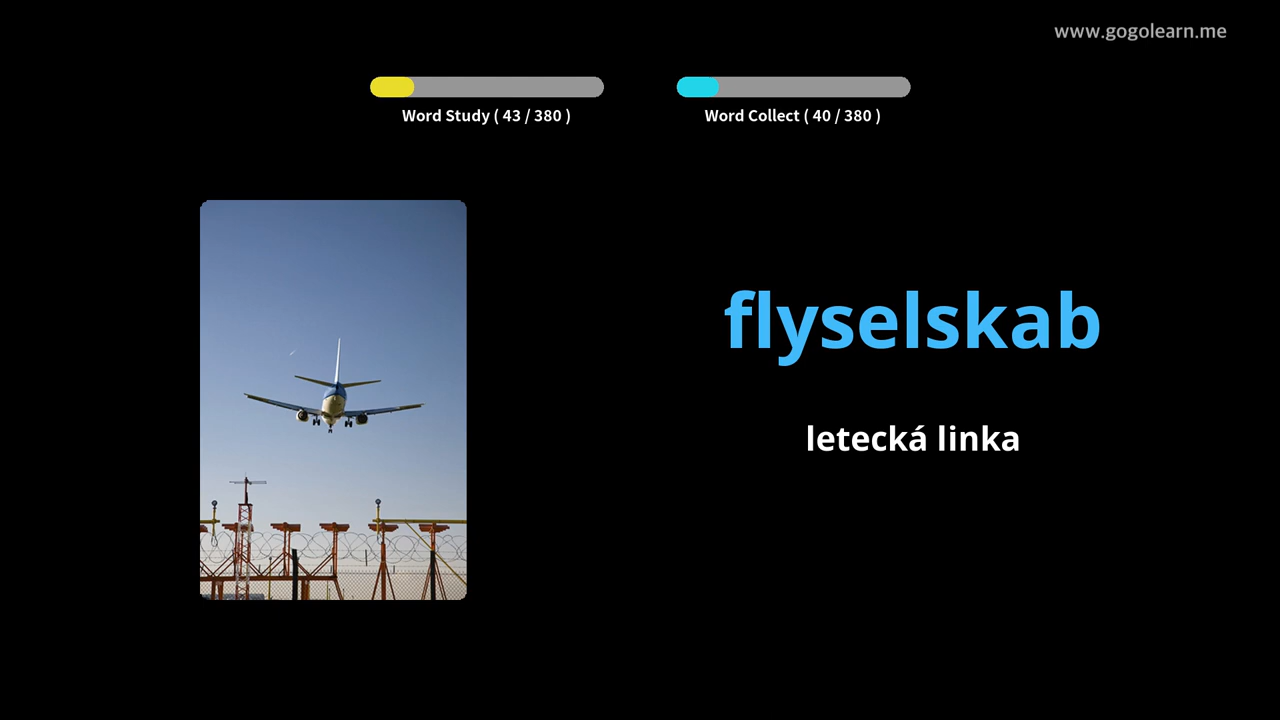 www.gogolearn.me
Word Study ( 43 / 380 )
Word Collect ( 40 / 380 )
flyselskab
letecká linka